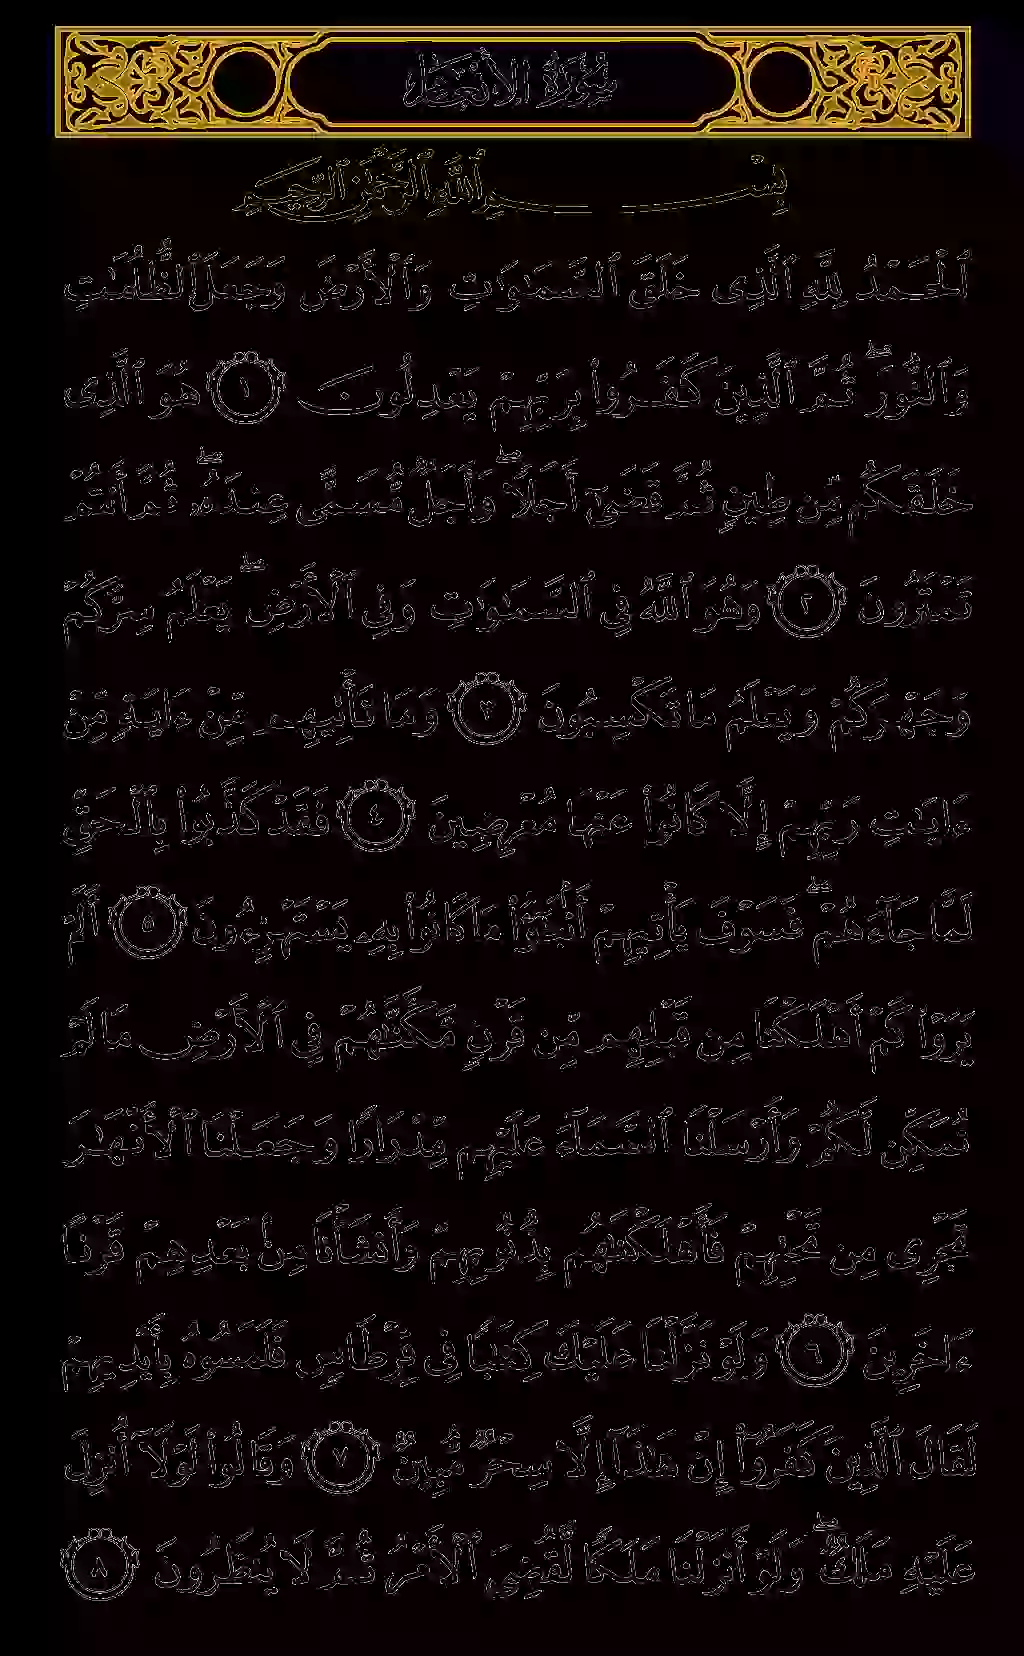 سُورَةُ الأَنْعَامِ
بِسْمِ ٱللَّهِ ٱلرَّحْمَٰنِ ٱلرَّحِيمِ
ٱلْحَمْدُ لِلَّهِ ٱلَّذِى خَلَقَ ٱلسَّمَٰوَٰتِ وَٱلْأَرْضَ وَجَعَلَ ٱلظُّلُمَٰتِ
وَٱلنُّورَ ۖ ثُمَّ ٱلَّذِينَ كَفَرُوا۟ بِرَبِّهِمْ يَعْدِلُونَ ١ هُوَ ٱلَّذِى
خَلَقَكُم مِّن طِينٍ ثُمَّ قَضَىٰٓ أَجَلًا ۖ وَأَجَلٌ مُّسَمًّى عِندَهُۥ ۖ ثُمَّ أَنتُمْ
تَمْتَرُونَ ٢ وَهُوَ ٱللَّهُ فِى ٱلسَّمَٰوَٰتِ وَفِى ٱلْأَرْضِ ۖ يَعْلَمُ سِرَّكُمْ
وَجَهْرَكُمْ وَيَعْلَمُ مَا تَكْسِبُونَ ٣ وَمَا تَأْتِيهِم مِّنْ ءَايَةٍ مِّنْ
ءَايَٰتِ رَبِّهِمْ إِلَّا كَانُوا۟ عَنْهَا مُعْرِضِينَ ٤ فَقَدْ كَذَّبُوا۟ بِٱلْحَقِّ
لَمَّا جَآءَهُمْ ۖ فَسَوْفَ يَأْتِيهِمْ أَنۢبَٰٓؤُا۟ مَا كَانُوا۟ بِهِۦ يَسْتَهْزِءُونَ ٥ أَلَمْ
يَرَوْا۟ كَمْ أَهْلَكْنَا مِن قَبْلِهِم مِّن قَرْنٍ مَّكَّنَّٰهُمْ فِى ٱلْأَرْضِ مَا لَمْ
نُمَكِّن لَّكُمْ وَأَرْسَلْنَا ٱلسَّمَآءَ عَلَيْهِم مِّدْرَارًا وَجَعَلْنَا ٱلْأَنْهَٰرَ
تَجْرِى مِن تَحْتِهِمْ فَأَهْلَكْنَٰهُم بِذُنُوبِهِمْ وَأَنشَأْنَا مِنۢ بَعْدِهِمْ قَرْنًا
ءَاخَرِينَ ٦ وَلَوْ نَزَّلْنَا عَلَيْكَ كِتَٰبًا فِى قِرْطَاسٍ فَلَمَسُوهُ بِأَيْدِيهِمْ
لَقَالَ ٱلَّذِينَ كَفَرُوٓا۟ إِنْ هَٰذَآ إِلَّا سِحْرٌ مُّبِينٌ ٧ وَقَالُوا۟ لَوْلَآ أُنزِلَ
عَلَيْهِ مَلَكٌ ۖ وَلَوْ أَنزَلْنَا مَلَكًا لَّقُضِىَ ٱلْأَمْرُ ثُمَّ لَا يُنظَرُونَ ٨